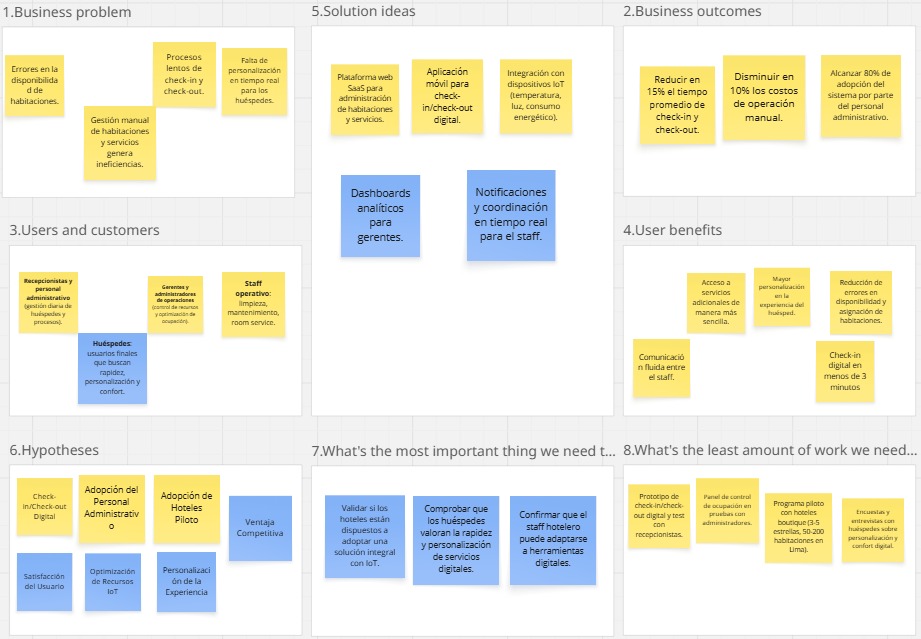 1.Business problem
Errores en la
disponibilida
d de
habitaciones.
Procesos
lentos de
check-in y
check-out.
Falta de
personalización
en tiempo real
para los
huéspedes.
Gestión manual
de habitaciones
y servicios
genera
ineficiencias.
5.Solution ideas
Plataforma web
SaaS para
administración
de habitaciones
y servicios.
Aplicación
móvil para
check-
in/check-out
digital.
Integración con
dispositivos IoT
(temperatura,
luz, consumo
energético).
Dashboards
analíticos
para
gerentes.
Notificaciones
y coordinación
en tiempo real
para el staff.
2.Business outcomes
Reducir en
15% el tiempo
promedio de
check-in y
check-out.
Disminuir en
10% los costos
de operación
manual.
Alcanzar 80% de
adopción del
sistema por parte
del personal
administrativo.
3.Users and customers
Recepcionistas y
personal
administrativo
(gestión diaria de
huéspedes y
procesos).
Gerentes y
administradores
de operaciones
(control de recursos
y optimización de
ocupación).
Staff
operativo:
limpieza,
mantenimiento,
room service.
Huéspedes:
usuarios finales
que buscan
rapidez,
personalización y
confort.
4.User benefits
Acceso a
servicios
adicionales de
manera más
sencilla.
Mayor
personalización
en la
experiencia del
huésped.
Reducción de
errores en
disponibilidad y
asignación de
habitaciones.
Comunicació
n fluida entre
el staff.
Check-in
digital en
menos de 3
minutos
6.Hypotheses
Check-
in/Check-out
Digital
Adopción del
Personal
Administrativ
o
Adopción de
Hoteles
Piloto
Ventaja
Competitiva
Satisfacción
del Usuario
Optimización
de Recursos
IoT
Personalizaci
ón de la
Experiencia
7.What's the most important thing we need t...
Validar si los
hoteles están
dispuestos a
adoptar una
solución integral
con IoT.
Comprobar que
los huéspedes
valoran la rapidez
y personalización
de servicios
digitales.
Confirmar que el
staff hotelero
puede adaptarse
a herramientas
digitales.
8.What's the least amount of work we need...
Prototipo de
check-in/check-
out digital y test
con
recepcionistas.
Panel de control
de ocupación en
pruebas con
administradores.
Programa piloto
con hoteles
boutique (3-5
estrellas, 50-200
habitaciones en
Lima).
Encuestas y
entrevistas con
huéspedes sobre
personalización y
confort digital.